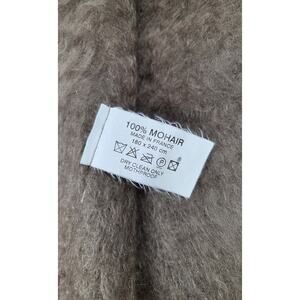 100% MOHAIR
MADE IN FRANCE
180 x 240 cm
P
DRY CLEAN ONLY
MOTHPROOF